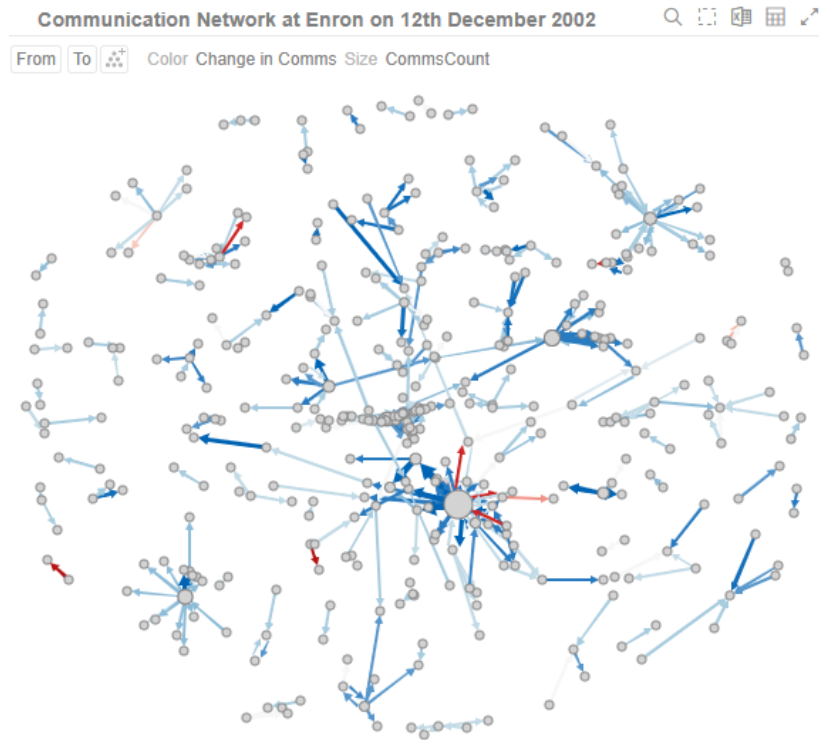 Communication Network at Enron on 12th December 2002
From To Color Change in Comms Size CommsCount